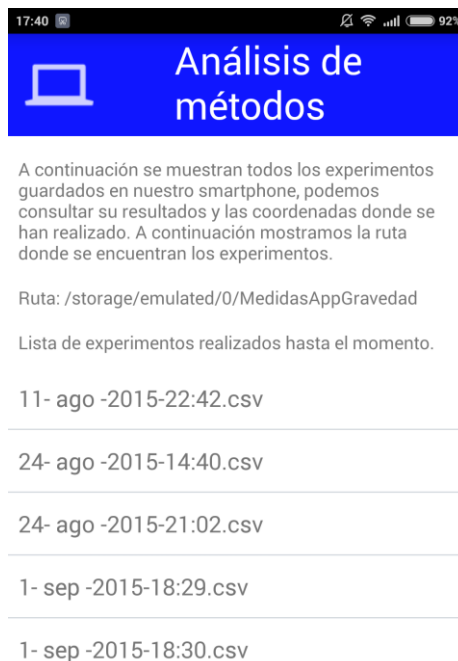 17:40 92%
Análisis de
métodos
A continuación se muestran todos los experimentos
guardados en nuestro smartphone, podemos
consultar su resultados y las coordenadas donde se
han realizado. A continuación mostramos la ruta
donde se encuentran los experimentos.
Ruta: /storage/emulated/0/MedidasAppGravedad
Lista de experimentos realizados hasta el momento.
11- ago -2015-22:42.csv
24- ago -2015-14:40.csv
24- ago -2015-21:02.csv
1- sep -2015-18:29.csv
1- sep -2015-18:30.csv